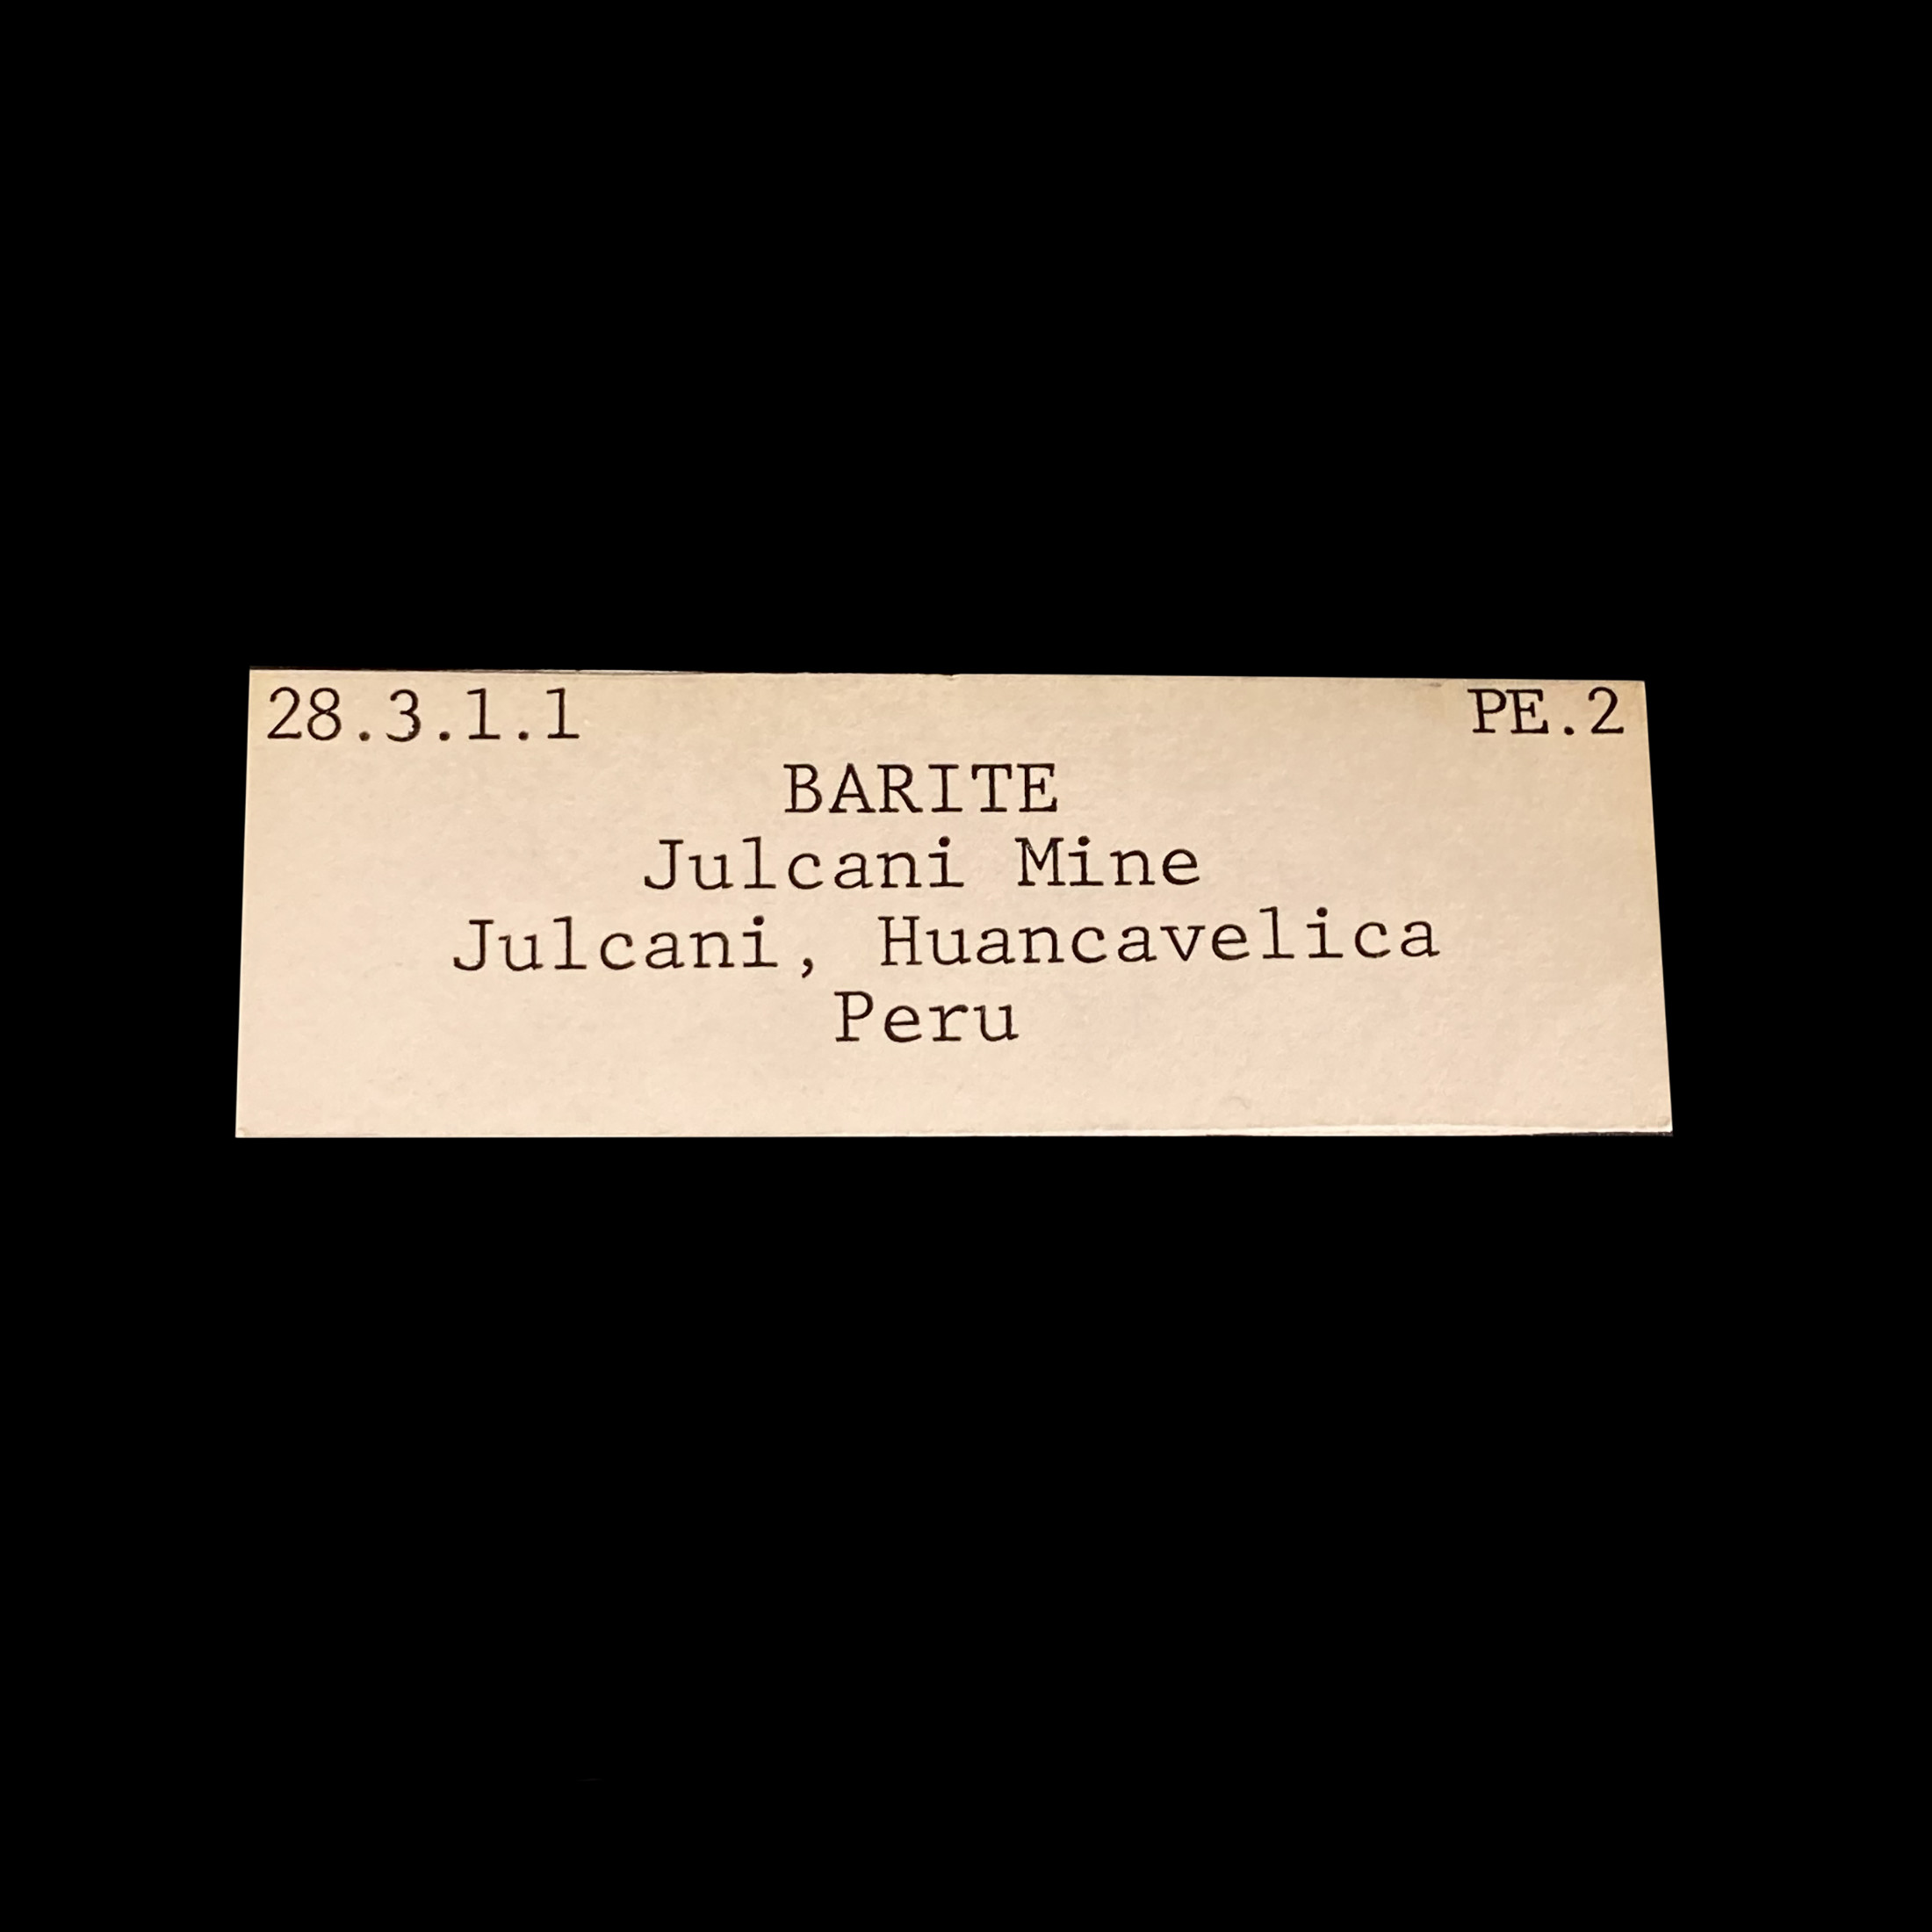 28.3.1.1 PE.2
BARITE
Julcani Mine
Julcani, Huancavelica
Peru